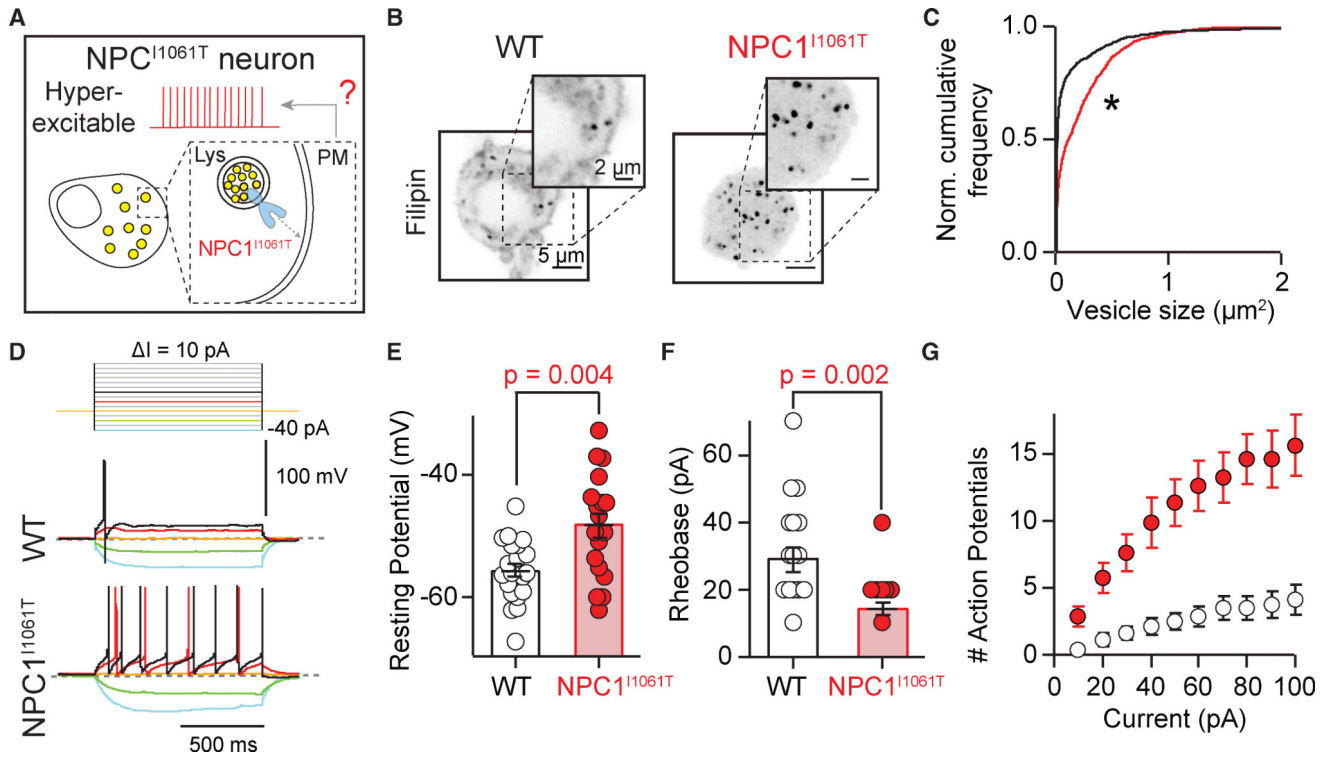 A
NPC^I1061T neuron
Hyper-
excitable
?
Lys
PM
NPC1^I1061T
B
WT
NPC1^I1061T
Filipin
2 µm
5 µm
C
Norm. cumulative
frequency
1.0
0.5
0.0
*
0
1
2
Vesicle size (µm²)
D
ΔI = 10 pA
-40 pA
100 mV
WT
NPC1^I1061T
500 ms
E
p = 0.004
Resting Potential (mV)
-40
-60
WT
NPC1^I1061T
F
p = 0.002
Rheobase (pA)
60
40
20
0
WT
NPC1^I1061T
G
# Action Potentials
15
10
5
0
0
20
40
60
80
100
Current (pA)